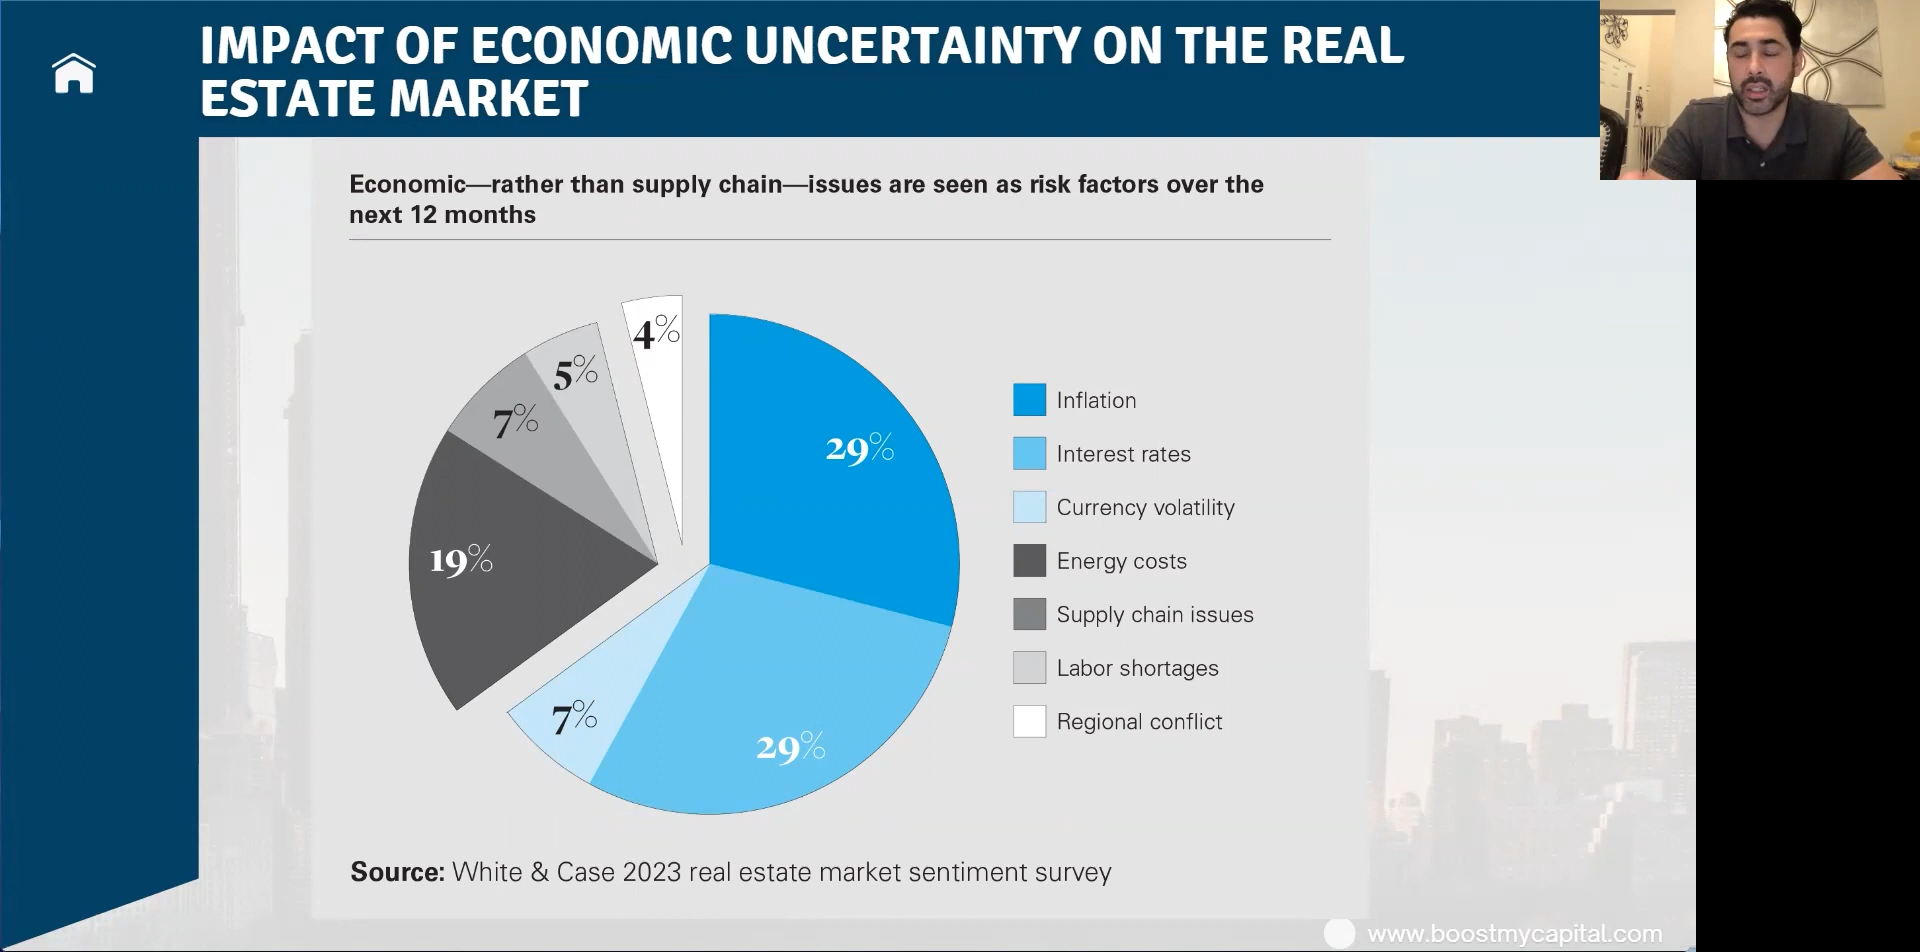 IMPACT OF ECONOMIC UNCERTAINTY ON THE REAL
ESTATE MARKET
Economic—rather than supply chain—issues are seen as risk factors over the
next 12 months
4%
5%
7%
19%
29%
7%
29%
Inflation
Interest rates
Currency volatility
Energy costs
Supply chain issues
Labor shortages
Regional conflict
Source: White & Case 2023 real estate market sentiment survey
www.boostmycapital.com